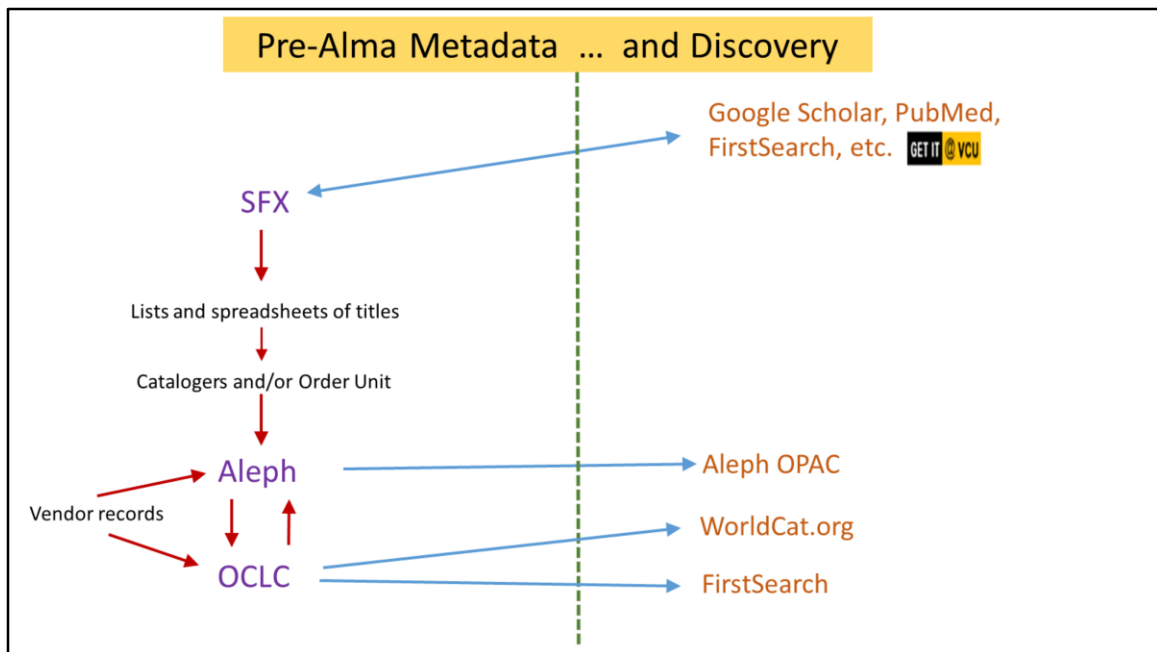 Pre-Alma Metadata … and Discovery
Google Scholar, PubMed,
FirstSearch, etc. GET IT @ VCU
SFX
Lists and spreadsheets of titles
Catalogers and/or Order Unit
Aleph
Aleph OPAC
Vendor records
WorldCat.org
OCLC
FirstSearch